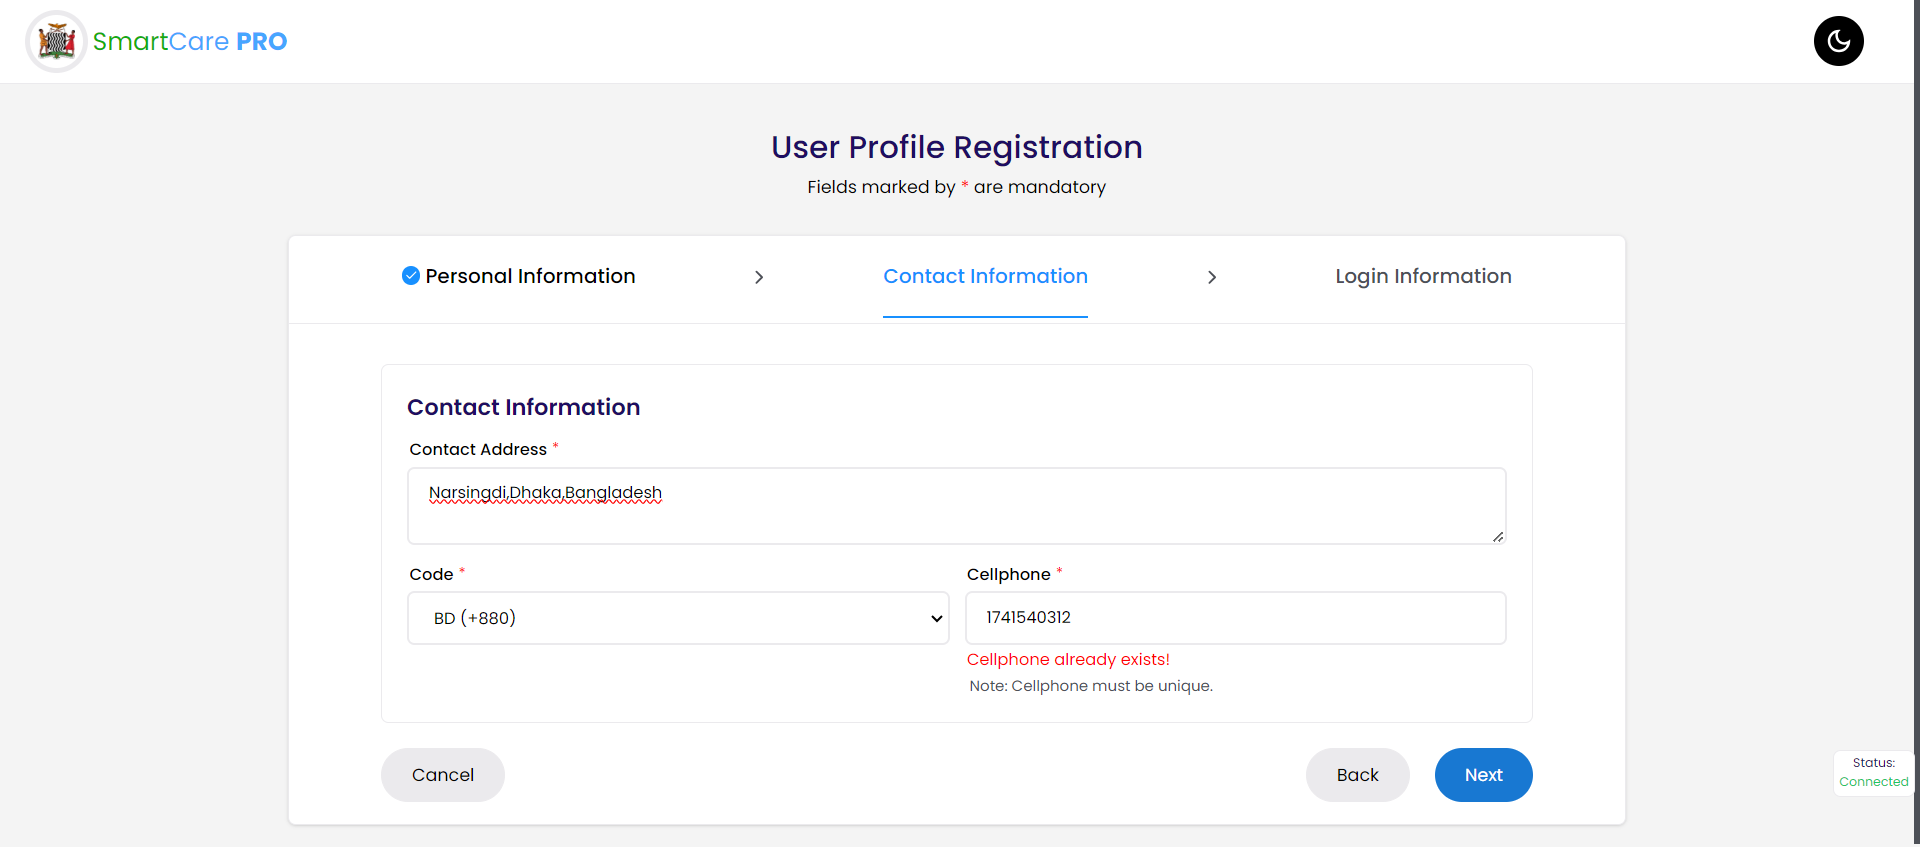 SmartCare PRO
User Profile Registration
Fields marked by * are mandatory
Personal Information
Contact Information
Login Information
Contact Information
Contact Address *
Narsingdi,Dhaka,Bangladesh
Code *
Cellphone *
BD (+880)
1741540312
Cellphone already exists!
Note: Cellphone must be unique.
Cancel
Back
Next
Status:
Connected